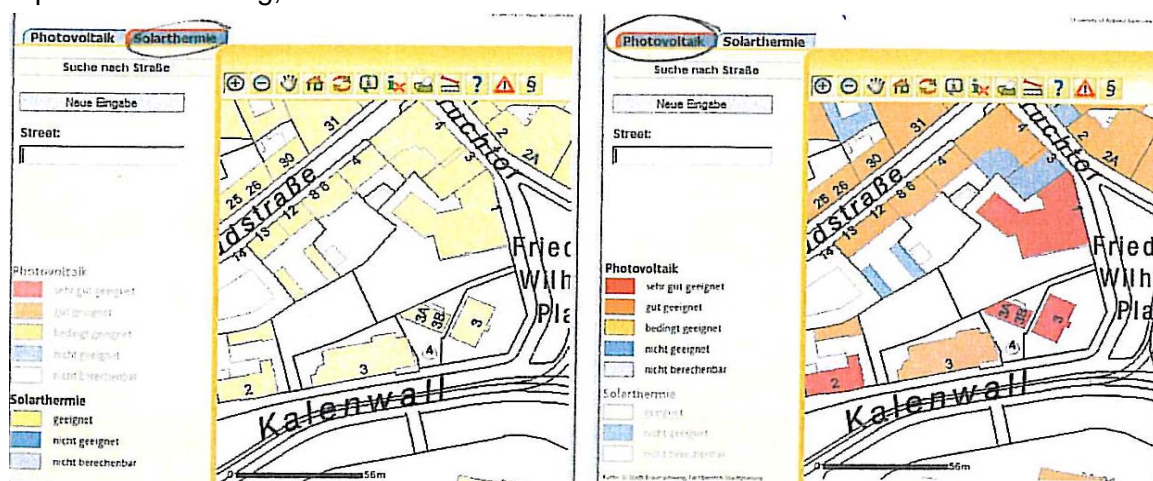 Photovoltaik Solarthermie
Suche nach Straße
Neue Eingabe
Street:
Photovoltaik
sehr gut geeignet
gut geeignet
bedingt geeignet
nicht geeignet
nicht berechenbar
Solarthermie
geeignet
nicht geeignet
nicht berechenbar
? §
31
30
26
25
4
8-6
12
13
14
dstraße
uchtor
4
3
2
2A
1
Fried
Wilh
Pla
3A
3B
3
4
3
2
Kalenwall
0 56m
Photovoltaik Solarthermie
Suche nach Straße
Neue Eingabe
Street:
Photovoltaik
sehr gut geeignet
gut geeignet
bedingt geeignet
nicht geeignet
nicht berechenbar
Solarthermie
geeignet
nicht geeignet
nicht berechenbar
? §
31
30
26
25
4
8-6
12
13
14
dstraße
uchtor
4
3
2
2A
1
Fried
Wilh
Pla
3A
3B
3
4
3
2
Kalenwall
0 56m